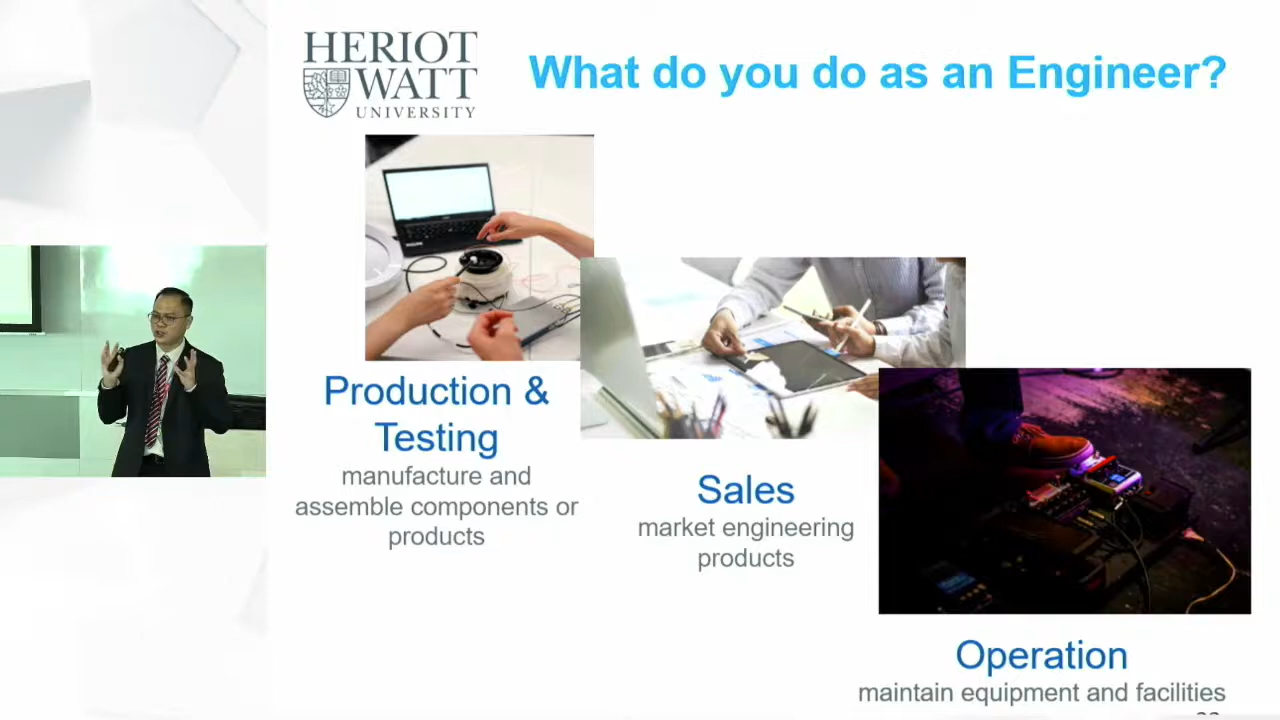 HERIOT
WATT
UNIVERSITY
What do you do as an Engineer?
Production &
Testing
manufacture and
assemble components or
products
Sales
market engineering
products
Operation
maintain equipment and facilities